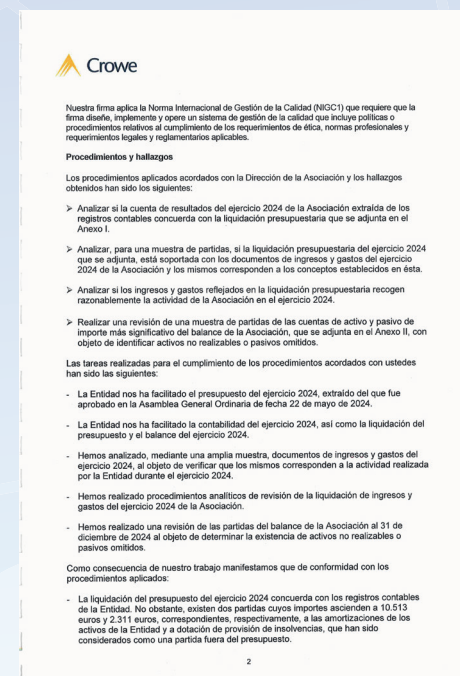 Crowe
Nuestra firma aplica la Norma Internacional de Gestión de la Calidad (NIGC1) que requiere que la
firma diseñe, implemente y opere un sistema de gestión de la calidad que incluye políticas o
procedimientos relativos al cumplimiento de los requerimientos de ética, normas profesionales y
requerimientos legales y reglamentarios aplicables.
Procedimientos y hallazgos
Los procedimientos aplicados acordados con la Dirección de la Asociación y los hallazgos
obtenidos han sido los siguientes:
➢ Analizar si la cuenta de resultados del ejercicio 2024 de la Asociación extraída de los
registros contables concuerda con la liquidación presupuestaria que se adjunta en el
Anexo I.
➢ Analizar, para una muestra de partidas, si la liquidación presupuestaria del ejercicio 2024
que se adjunta, está soportada con los documentos de ingresos y gastos del ejercicio
2024 de la Asociación y los mismos corresponden a los conceptos establecidos en ésta.
➢ Analizar si los ingresos y gastos reflejados en la liquidación presupuestaria recogen
razonablemente la actividad de la Asociación en el ejercicio 2024.
➢ Realizar una revisión de una muestra de partidas de las cuentas de activo y pasivo de
importe más significativo del balance de la Asociación, que se adjunta en el Anexo II, con
objeto de identificar activos no realizables o pasivos omitidos.
Las tareas realizadas para el cumplimiento de los procedimientos acordados con ustedes
han sido las siguientes:
- La Entidad nos ha facilitado el presupuesto del ejercicio 2024, extraído del que fue
aprobado en la Asamblea General Ordinaria de fecha 22 de mayo de 2024.
- La Entidad nos ha facilitado la contabilidad del ejercicio 2024, así como la liquidación del
presupuesto y el balance del ejercicio 2024.
- Hemos analizado, mediante una amplia muestra, documentos de ingresos y gastos del
ejercicio 2024, al objeto de verificar que los mismos corresponden a la actividad realizada
por la Entidad durante el ejercicio 2024.
- Hemos realizado procedimientos analíticos de revisión de la liquidación de ingresos y
gastos del ejercicio 2024 de la Asociación.
- Hemos realizado una revisión de las partidas del balance de la Asociación al 31 de
diciembre de 2024 al objeto de determinar la existencia de activos no realizables o
pasivos omitidos.
Como consecuencia de nuestro trabajo manifestamos que de conformidad con los
procedimientos aplicados:
- La liquidación del presupuesto del ejercicio 2024 concuerda con los registros contables
de la Entidad. No obstante, existen dos partidas cuyos importes ascienden a 10.513
euros y 2.311 euros, correspondientes, respectivamente, a las amortizaciones de los
activos de la Entidad y a dotación de provisión de insolvencias, que han sido
considerados como una partida fuera del presupuesto.
2